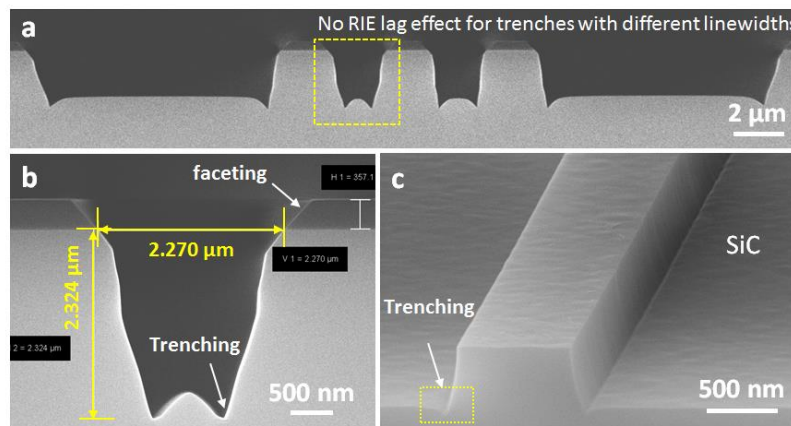 a
No RIE lag effect for trenches with different linewidths
2 μm
b
faceting
H 1 = 357.1
2.270 μm
V 1 = 2.270 μm
2.324 μm
2 = 2.324 μm
Trenching
500 nm
c
SiC
Trenching
500 nm